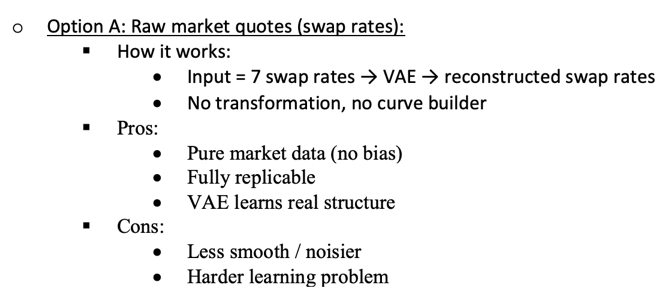 ○ Option A: Raw market quotes (swap rates):
▪ How it works:
• Input = 7 swap rates → VAE → reconstructed swap rates
• No transformation, no curve builder
▪ Pros:
• Pure market data (no bias)
• Fully replicable
• VAE learns real structure
▪ Cons:
• Less smooth / noisier
• Harder learning problem